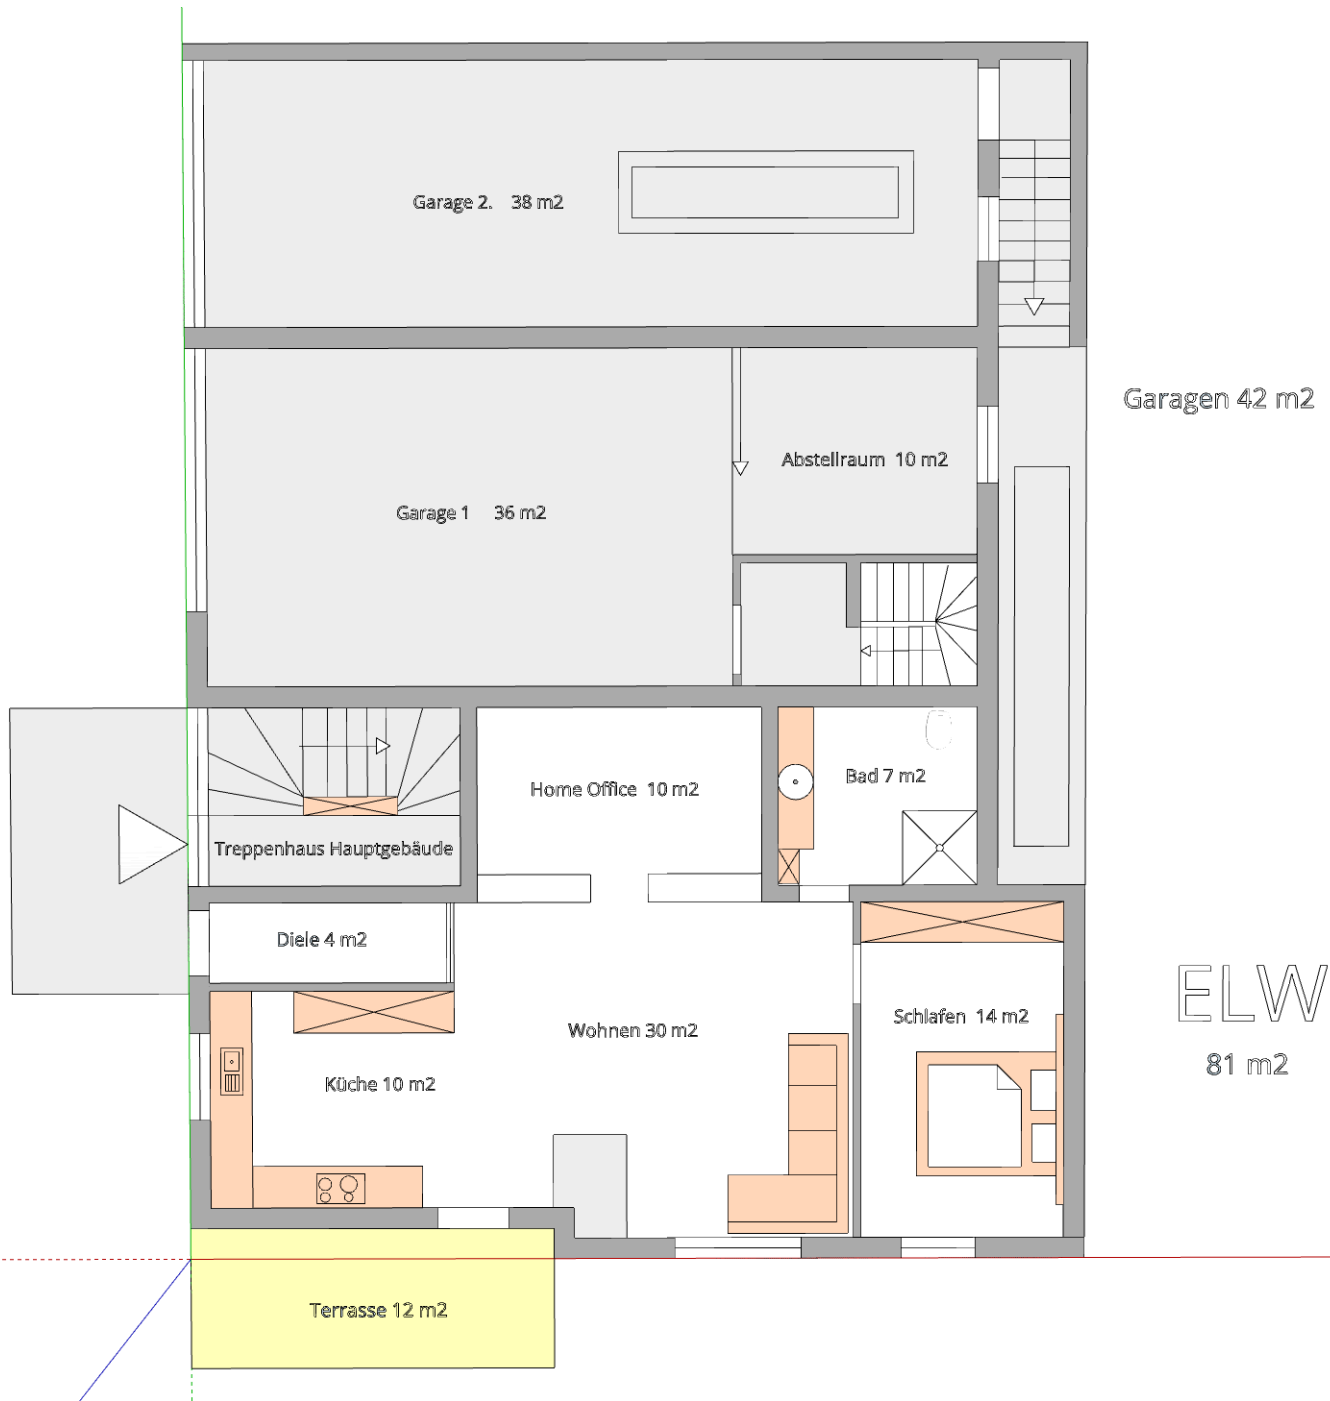 Garage 2. 38 m2
Garagen 42 m2
Abstellraum 10 m2
Garage 1 36 m2
Bad 7 m2
Home Office 10 m2
Treppenhaus Hauptgebäude
Diele 4 m2
ELW
81 m2
Schlafen 14 m2
Wohnen 30 m2
Küche 10 m2
Terrasse 12 m2